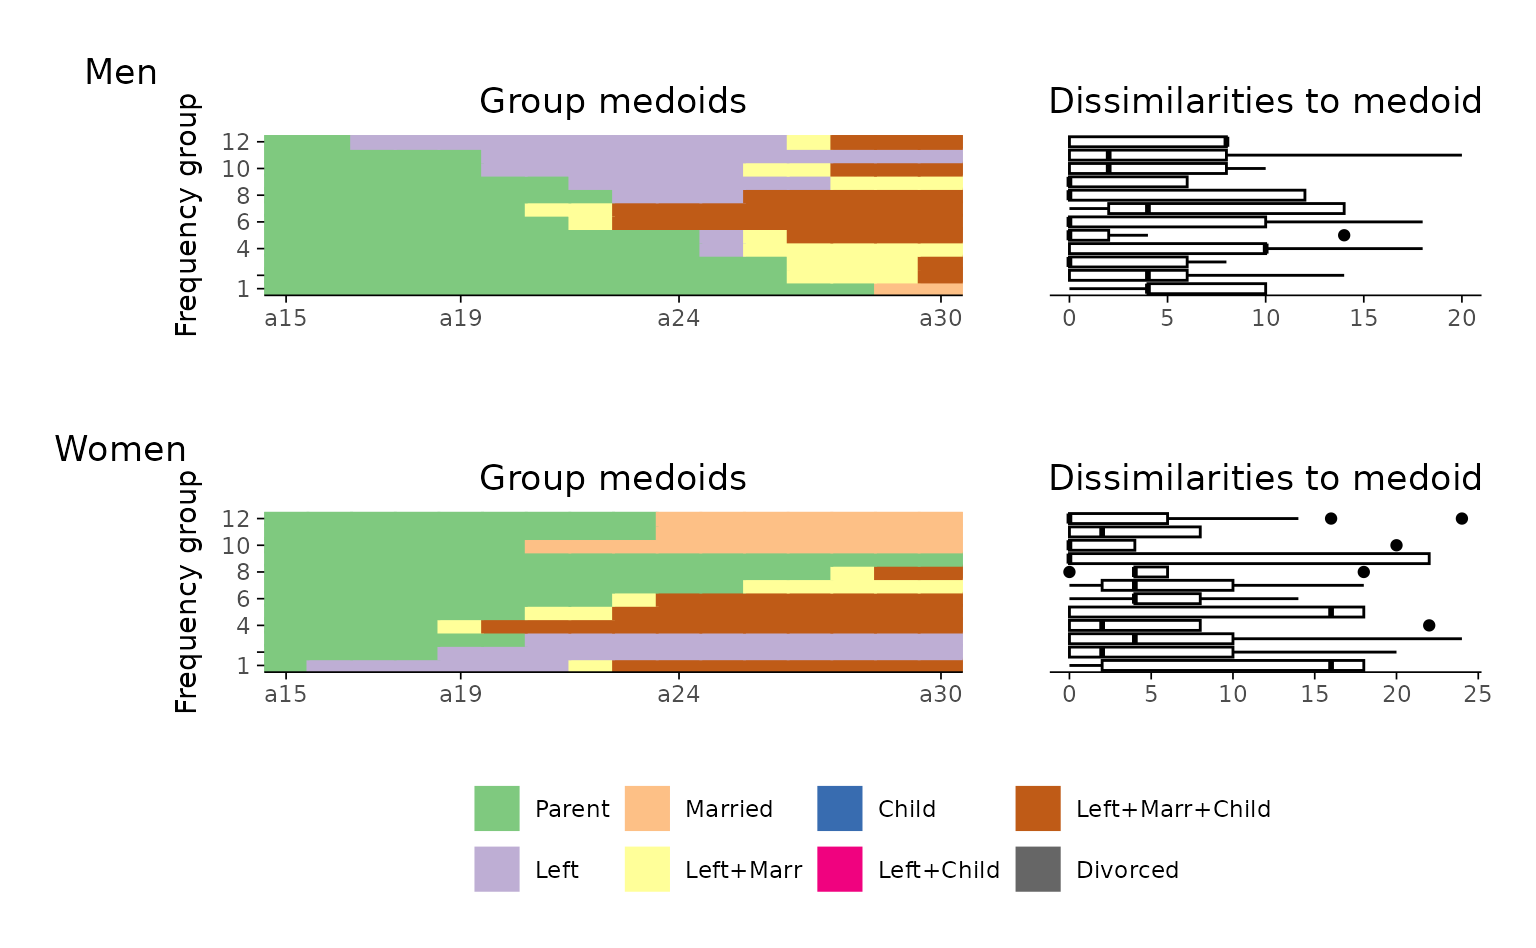 Men
Group medoids
Dissimilarities to medoid
Frequency group
12
10
8
6
4
1
a15 a19 a24 a30
0 5 10 15 20
Women
Group medoids
Dissimilarities to medoid
Frequency group
12
10
8
6
4
1
a15 a19 a24 a30
0 5 10 15 20 25
Parent Married Child Left+Marr+Child
Left Left+Marr Left+Child Divorced